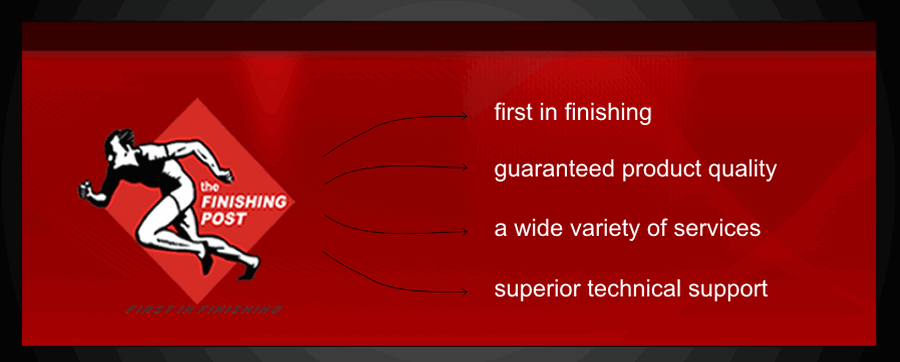 the
FINISHING
POST
FIRST IN FINISHING
first in finishing
guaranteed product quality
a wide variety of services
superior technical support